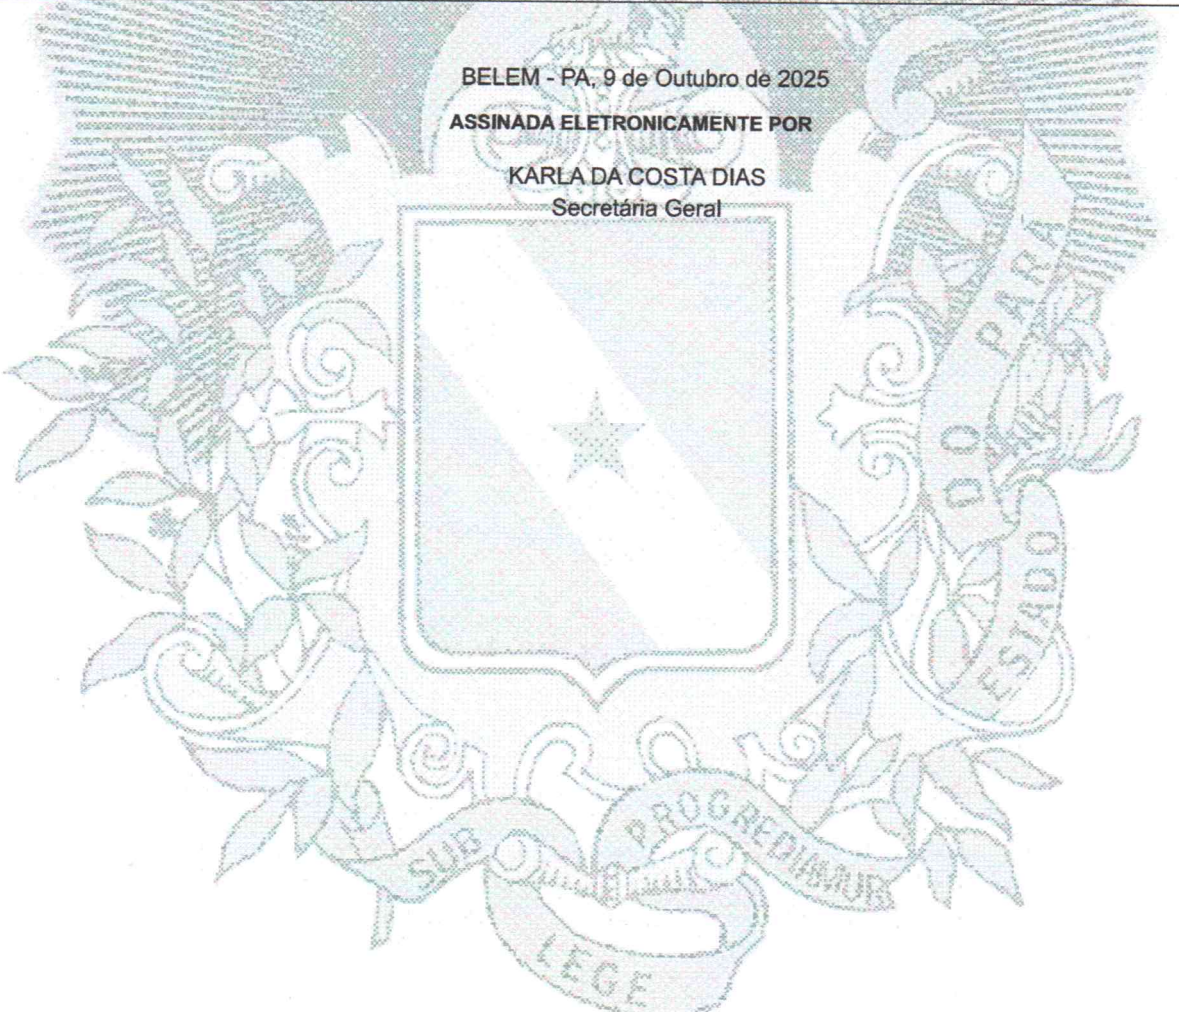 BELEM - PA, 9 de Outubro de 2025
ASSINADA ELETRONICAMENTE POR
KARLA DA COSTA DIAS
Secretária Geral
ESTADO DO PARÁ
SUB LEGE PROGREDIMUR